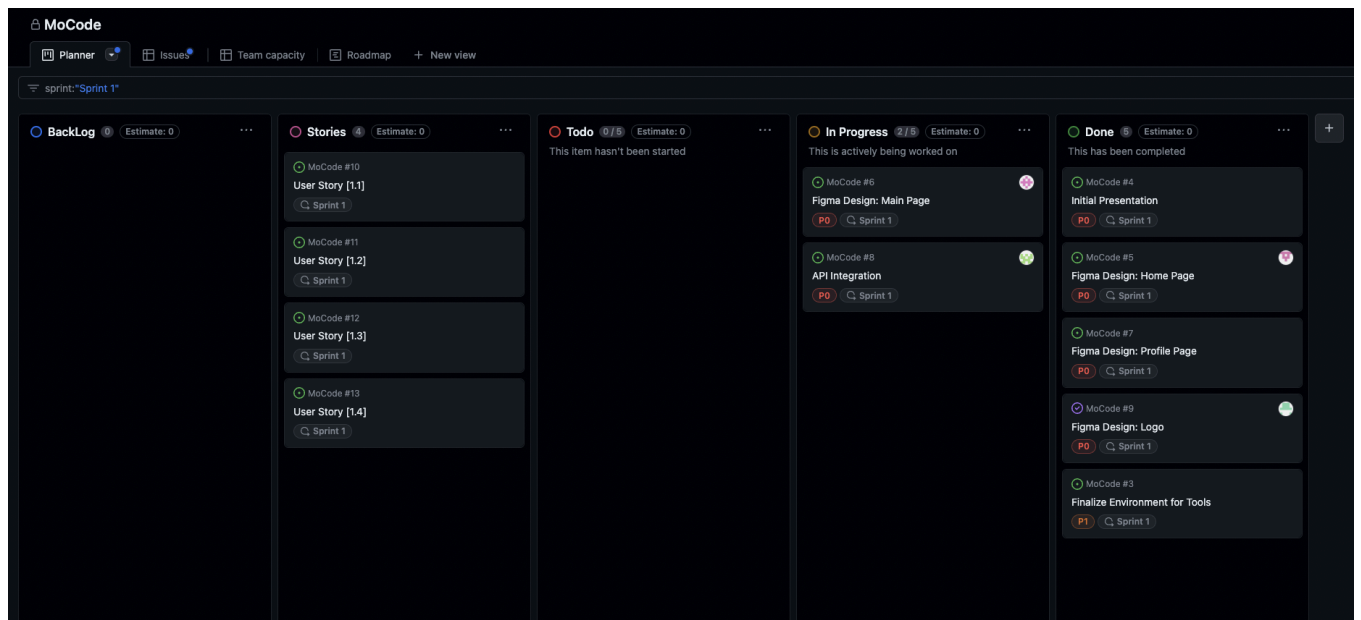 MoCode
Planner
Issues
Team capacity
Roadmap
+ New view
sprint:"Sprint 1"
BackLog 0 Estimate: 0 ...
Stories 4 Estimate: 0 ...
MoCode #10
User Story [1.1]
Sprint 1
MoCode #11
User Story [1.2]
Sprint 1
MoCode #12
User Story [1.3]
Sprint 1
MoCode #13
User Story [1.4]
Sprint 1
Todo 0 / 5 Estimate: 0 ...
This item hasn't been started
In Progress 2 / 5 Estimate: 0 ...
This is actively being worked on
MoCode #6
Figma Design: Main Page
P0 Sprint 1
MoCode #8
API Integration
P0 Sprint 1
Done 5 Estimate: 0 ...
This has been completed
MoCode #4
Initial Presentation
P0 Sprint 1
MoCode #5
Figma Design: Home Page
P0 Sprint 1
MoCode #7
Figma Design: Profile Page
P0 Sprint 1
MoCode #9
Figma Design: Logo
P0 Sprint 1
MoCode #3
Finalize Environment for Tools
P1 Sprint 1
+